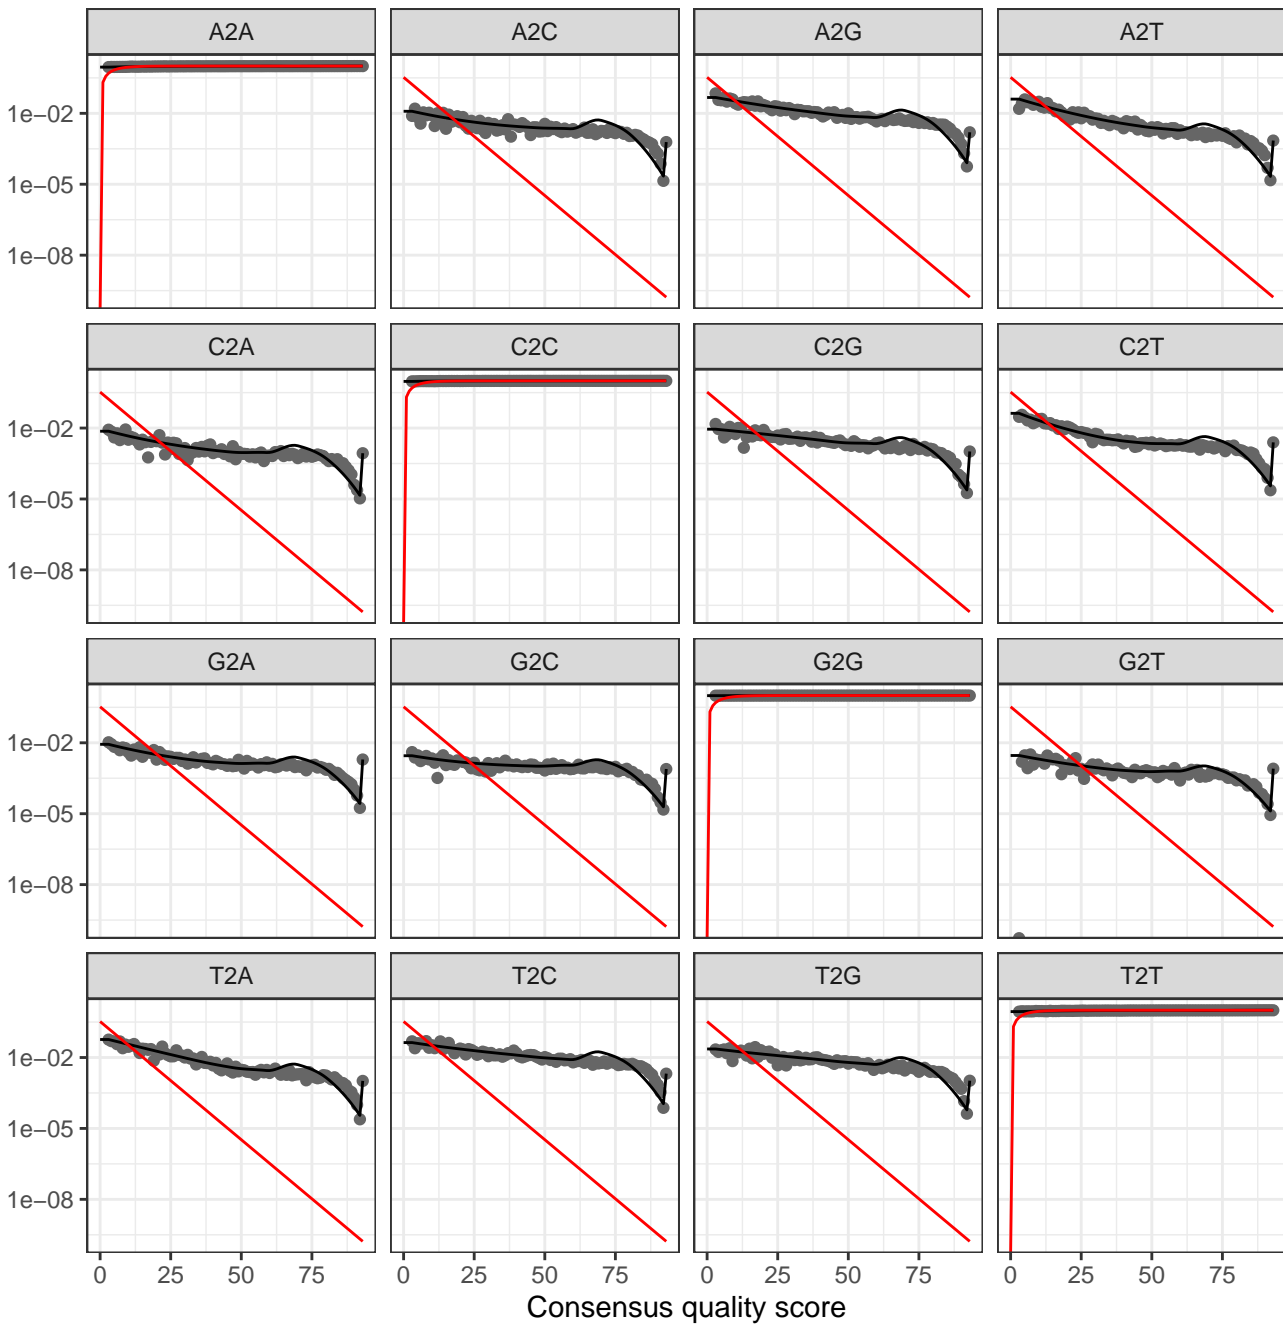 A2A A2C A2G A2T
1e−02
1e−05
1e−08
C2A C2C C2G C2T
1e−02
1e−05
1e−08
G2A G2C G2G G2T
1e−02
1e−05
1e−08
T2A T2C T2G T2T
1e−02
1e−05
1e−08
0 25 50 75 0 25 50 75 0 25 50 75 0 25 50 75
Consensus quality score